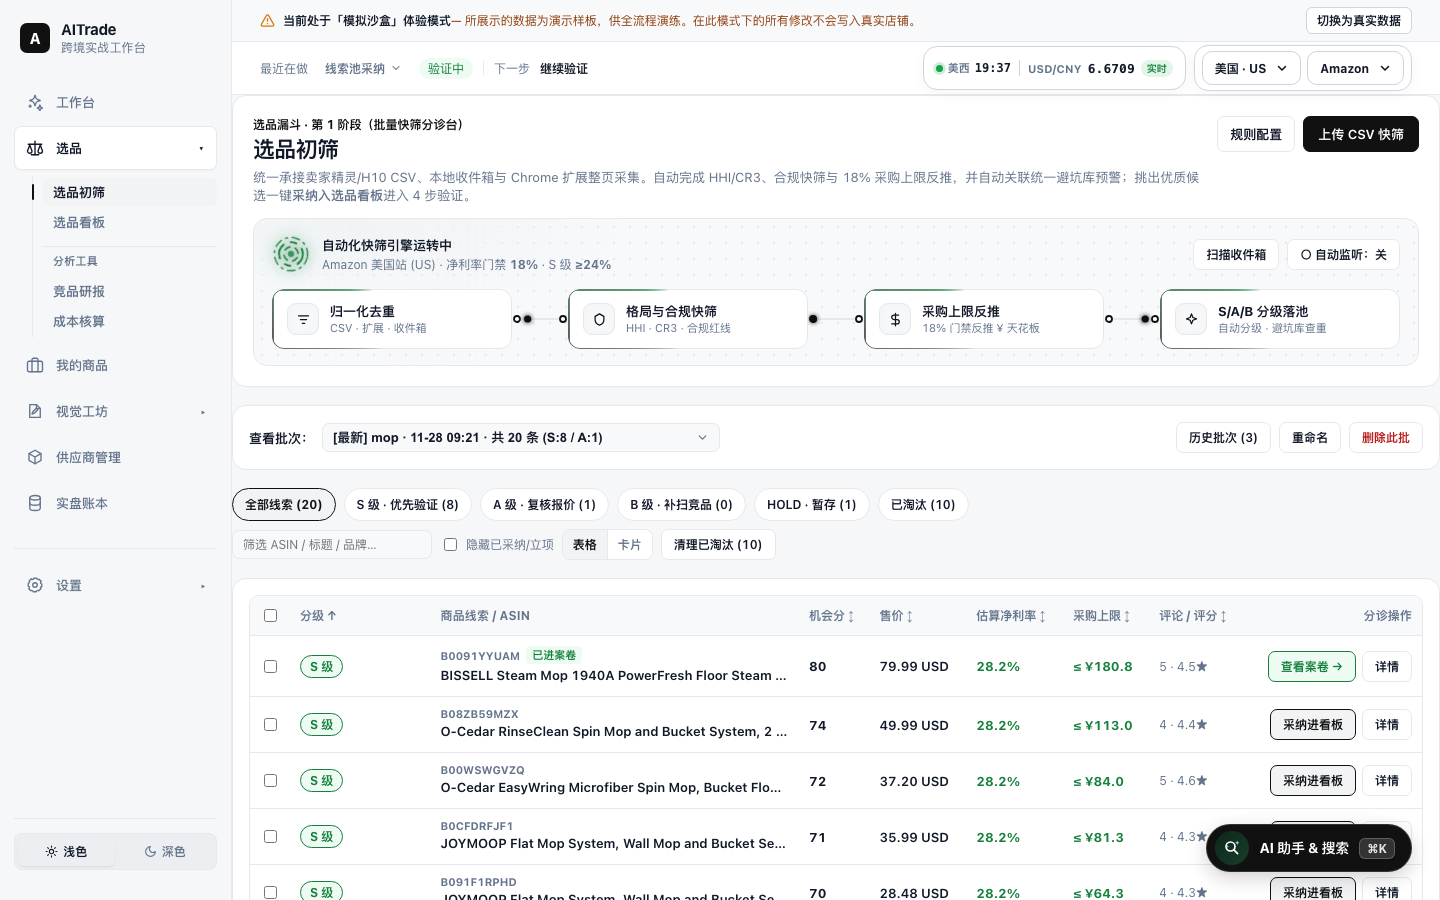 A
AITrade
跨境实战工作台
工作台
选品
选品初筛
选品看板
分析工具
竞品研报
成本核算
我的商品
视觉工坊
供应商管理
实盘账本
设置
浅色
深色
当前处于「模拟沙盒」体验模式— 所展示的数据为演示样板，供全流程演练。在此模式下的所有修改不会写入真实店铺。
切换为真实数据
最近在做 线索池采纳 验证中 下一步 继续验证
美西 19:37 USD/CNY 6.6709 实时
美国 · US
Amazon
选品漏斗 · 第 1 阶段（批量快筛分诊台）
选品初筛
统一承接卖家精灵/H10 CSV、本地收件箱与 Chrome 扩展整页采集。自动完成 HHI/CR3、合规快筛与 18% 采购上限反推，并自动关联统一避坑库预警；挑出优质候
选一键采纳入选品看板进入 4 步验证。
规则配置
上传 CSV 快筛
自动化快筛引擎运转中
Amazon 美国站 (US) · 净利率门禁 18% · S 级 ≥24%
扫描收件箱
自动监听：关
归一化去重
CSV · 扩展 · 收件箱
格局与合规快筛
HHI · CR3 · 合规红线
采购上限反推
18% 门禁反推 ¥ 天花板
S/A/B 分级落池
自动分级 · 避坑库查重
查看批次：
[最新] mop · 11-28 09:21 · 共 20 条 (S:8 / A:1)
历史批次 (3)
重命名
删除此批
全部线索 (20)
S 级 · 优先验证 (8)
A 级 · 复核报价 (1)
B 级 · 补扫竞品 (0)
HOLD · 暂存 (1)
已淘汰 (10)
筛选 ASIN / 标题 / 品牌...
隐藏已采纳/立项
表格
卡片
清理已淘汰 (10)
分级 ↑ 商品线索 / ASIN 机会分 ↕ 售价 ↕ 估算净利率 ↕ 采购上限 ↕ 评论 / 评分 ↕ 分诊操作
B0091YYUAM 已进案卷
S 级 BISSELL Steam Mop 1940A PowerFresh Floor Steam ... 80 79.99 USD 28.2% ≤ ¥180.8 5 · 4.5★ 查看案卷 → 详情
B08ZB59MZX
S 级 O-Cedar RinseClean Spin Mop and Bucket System, 2 ... 74 49.99 USD 28.2% ≤ ¥113.0 4 · 4.4★ 采纳进看板 详情
B00WSWGVZQ
S 级 O-Cedar EasyWring Microfiber Spin Mop, Bucket Flo... 72 37.20 USD 28.2% ≤ ¥84.0 5 · 4.6★ 采纳进看板 详情
B0CFDRFJF1
S 级 JOYMOOP Flat Mop System, Wall Mop and Bucket Se... 71 35.99 USD 28.2% ≤ ¥81.3 4 · 4.3★
B091F1RPHD
S 级 JOYMOOP Flat Mop System, Wall Mop and Bucket Se... 70 28.48 USD 28.2% ≤ ¥64.3 4 · 4.3★ 采纳进看板 详情
AI 助手 & 搜索 ⌘K